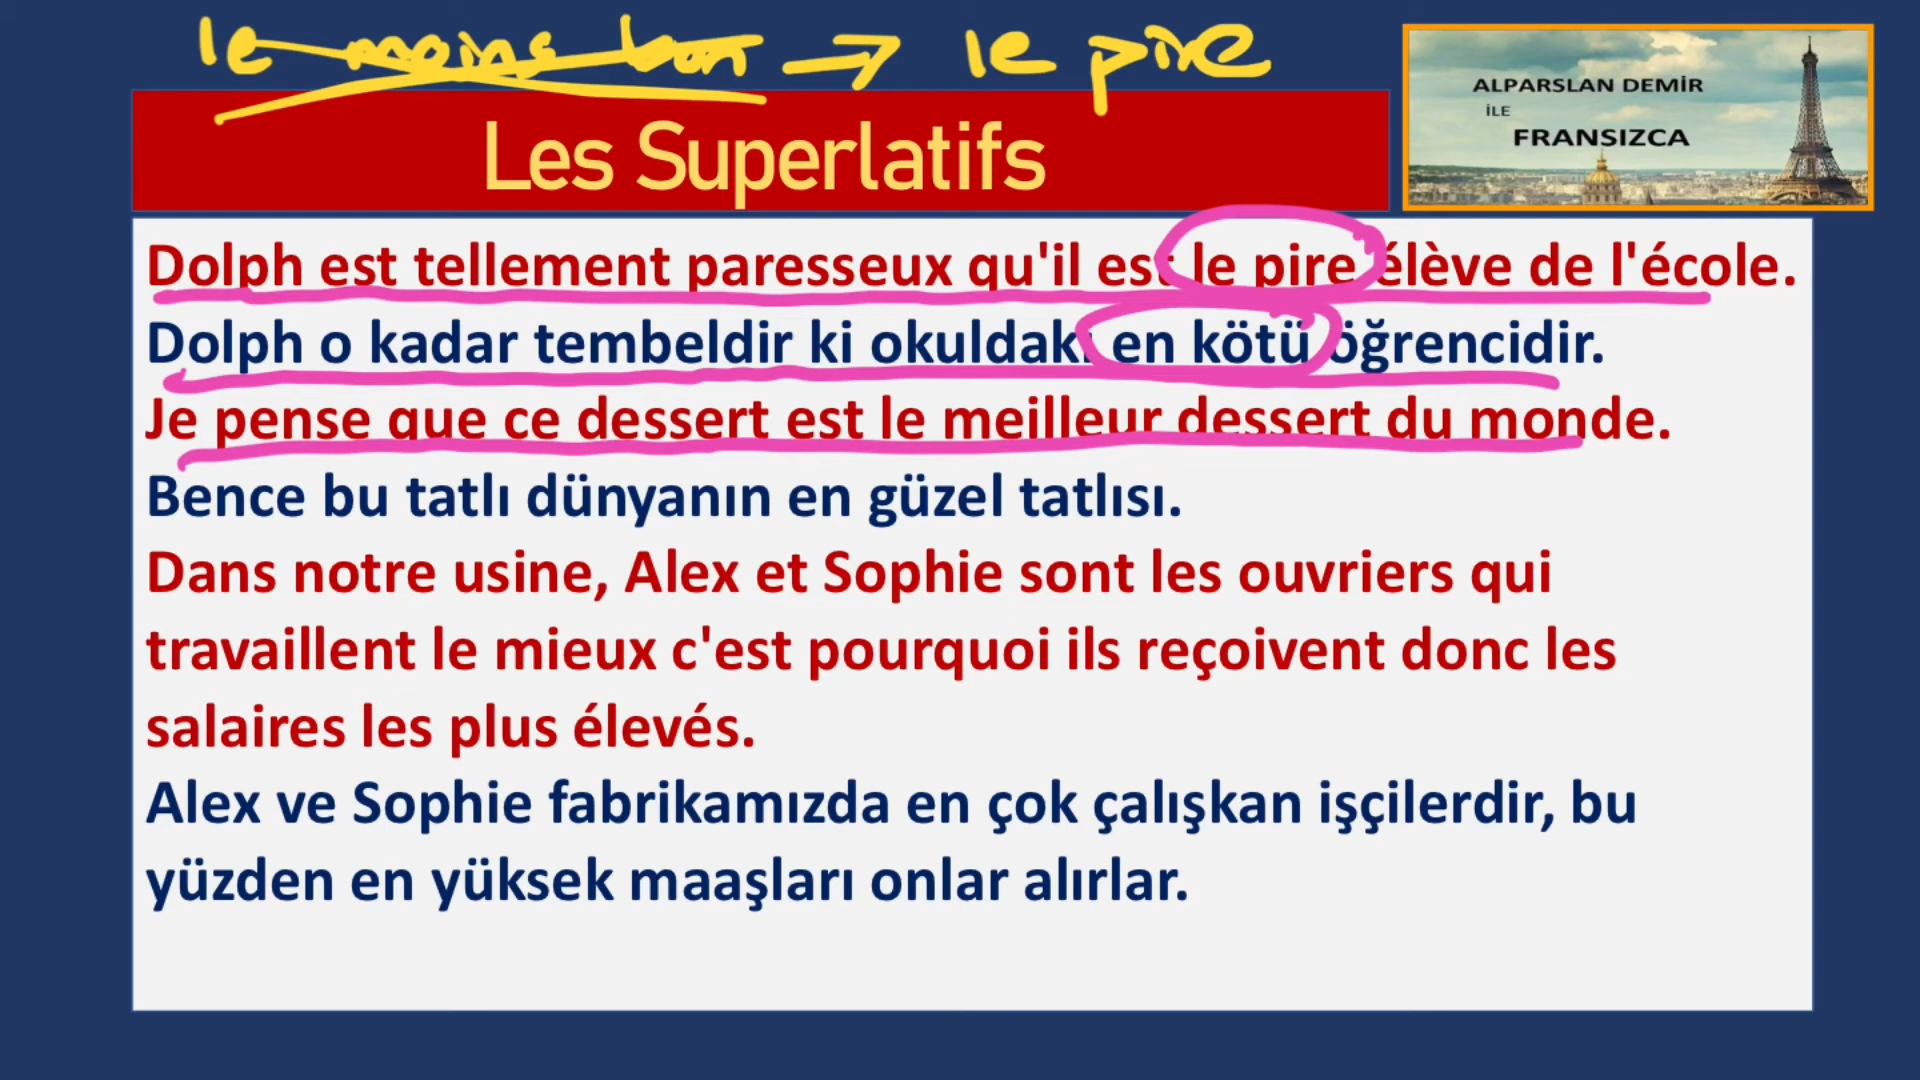 le moins bon → le pire
ALPARSLAN DEMİR
İLE
FRANSIZCA
Les Superlatifs
Dolph est tellement paresseux qu'il est le pire élève de l'école.
Dolph o kadar tembeldir ki okuldaki en kötü öğrencidir.
Je pense que ce dessert est le meilleur dessert du monde.
Bence bu tatlı dünyanın en güzel tatlısı.
Dans notre usine, Alex et Sophie sont les ouvriers qui
travaillent le mieux c'est pourquoi ils reçoivent donc les
salaires les plus élevés.
Alex ve Sophie fabrikamızda en çok çalışkan işçilerdir, bu
yüzden en yüksek maaşları onlar alırlar.